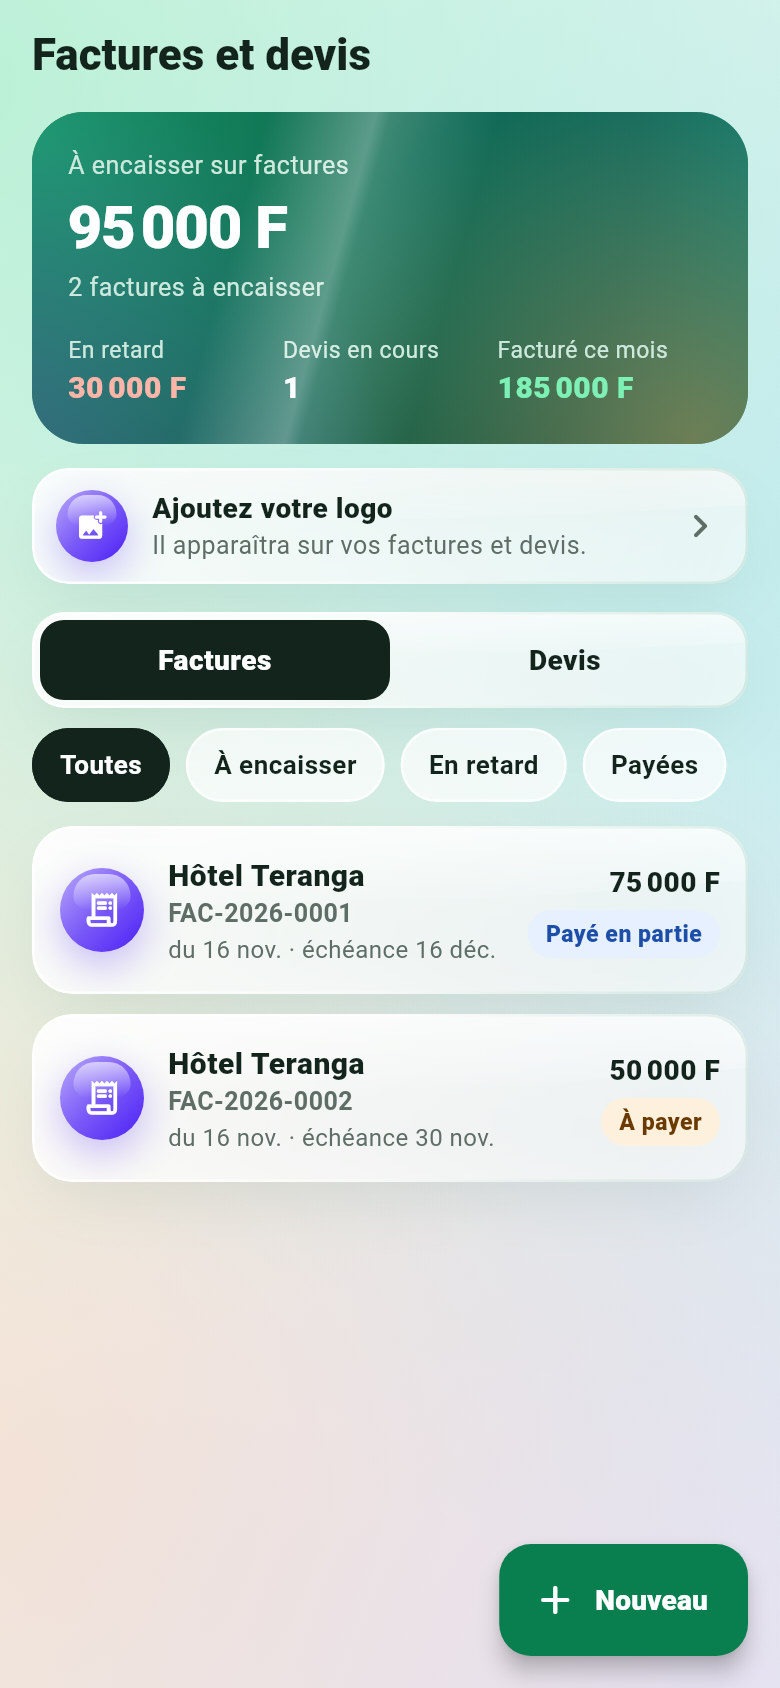 Factures et devis
À encaisser sur factures
95 000 F
2 factures à encaisser
En retard
Devis en cours
Facturé ce mois
30 000 F
1
185 000 F
Ajoutez votre logo
Il apparaîtra sur vos factures et devis.
Factures
Devis
Toutes
À encaisser
En retard
Payées
Hôtel Teranga
75 000 F
FAC-2026-0001
Payé en partie
du 16 nov. · échéance 16 déc.
Hôtel Teranga
50 000 F
FAC-2026-0002
À payer
du 16 nov. · échéance 30 nov.
Nouveau